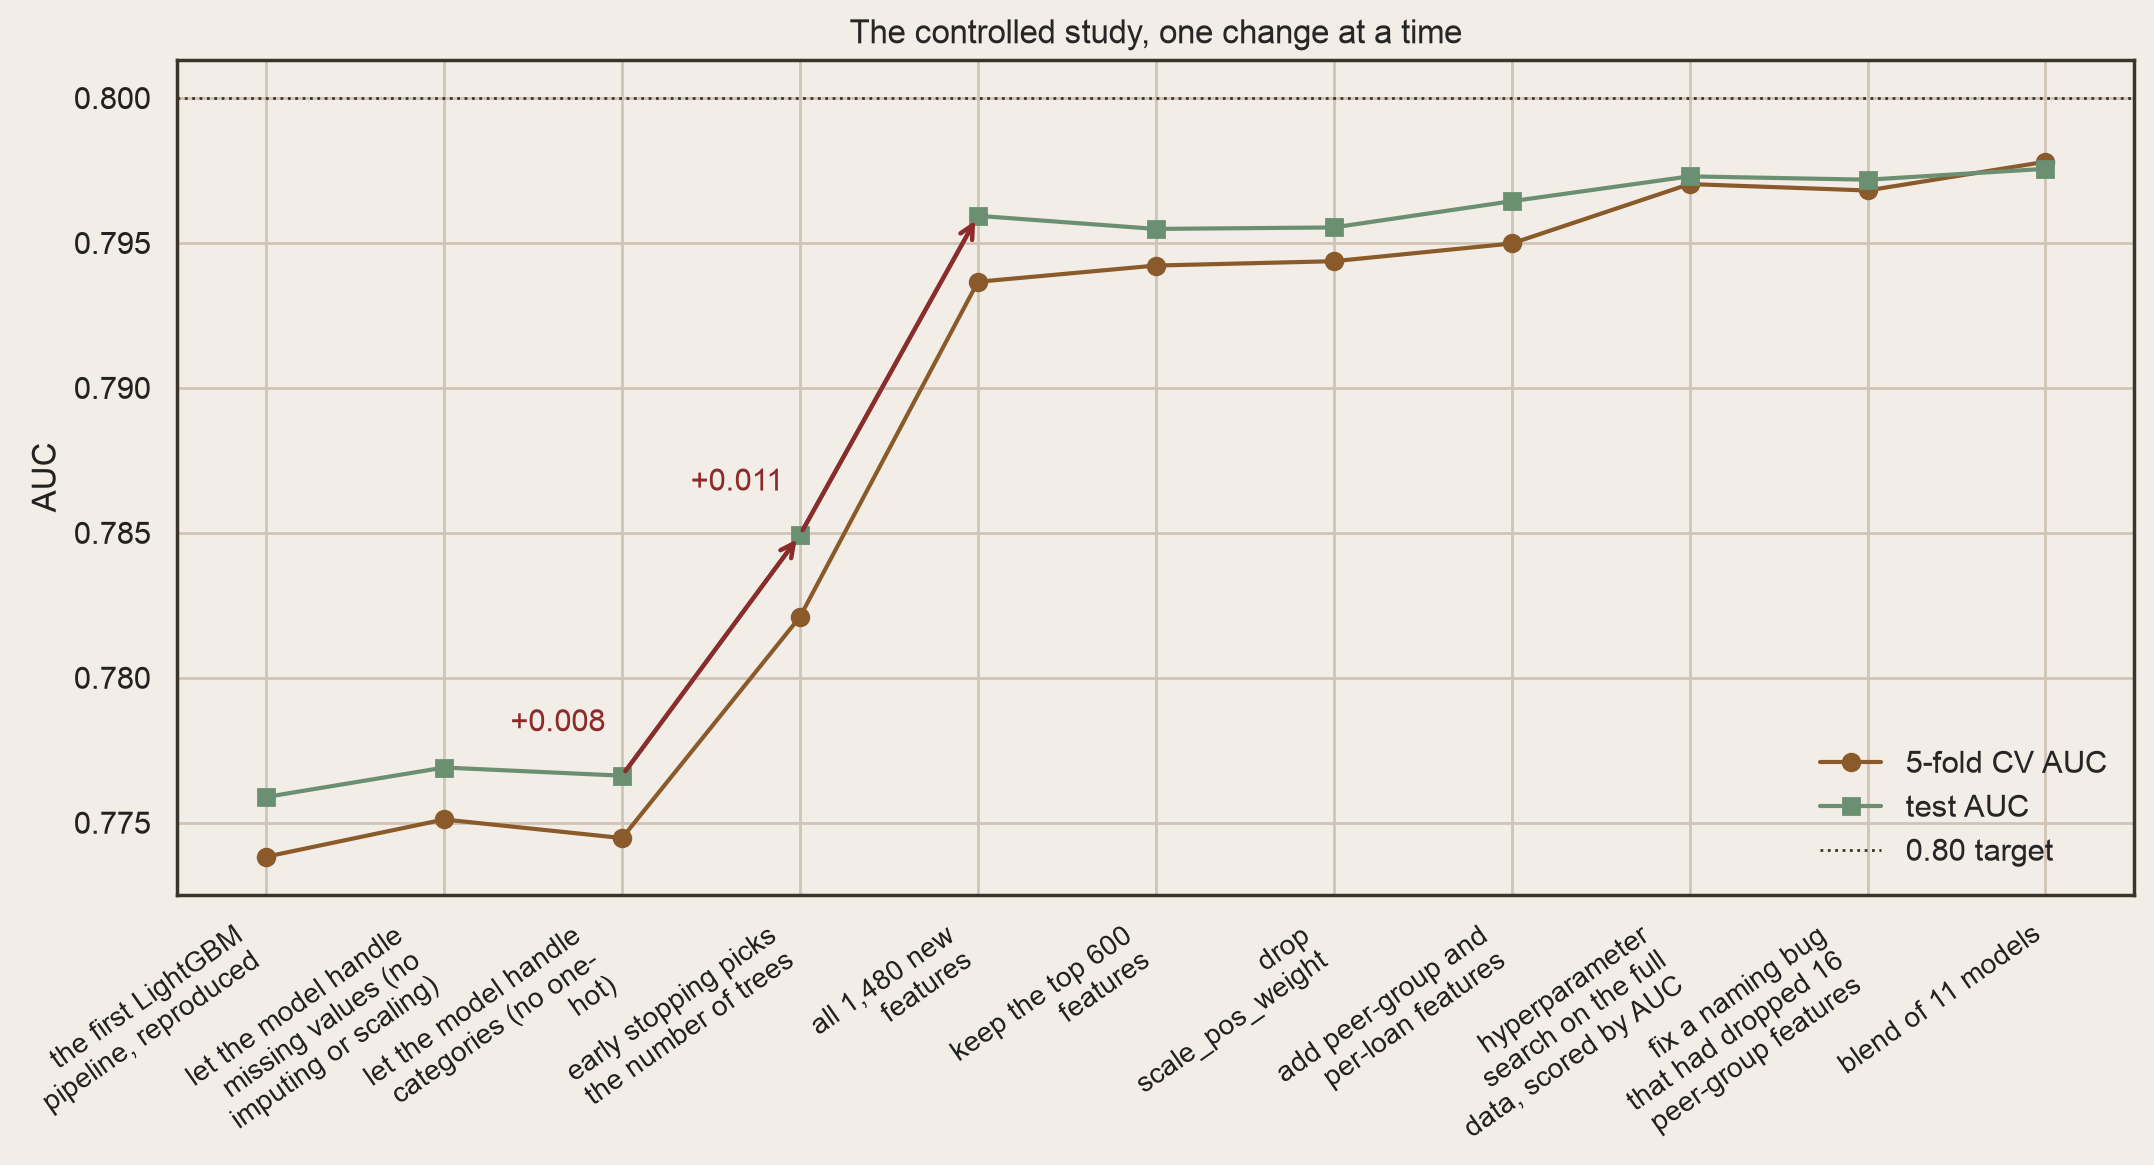 The controlled study, one change at a time
AUC
0.800
0.795
0.790
0.785
0.780
0.775
+0.011
+0.008
5-fold CV AUC
test AUC
0.80 target
the first LightGBM
pipeline, reproduced
let the model handle
missing values (no
imputing or scaling)
let the model handle
categories (no one-
hot)
early stopping picks
the number of trees
all 1,480 new
features
keep the top 600
features
drop
scale_pos_weight
add peer-group and
per-loan features
hyperparameter
search on the full
data, scored by AUC
fix a naming bug
that had dropped 16
peer-group features
blend of 11 models